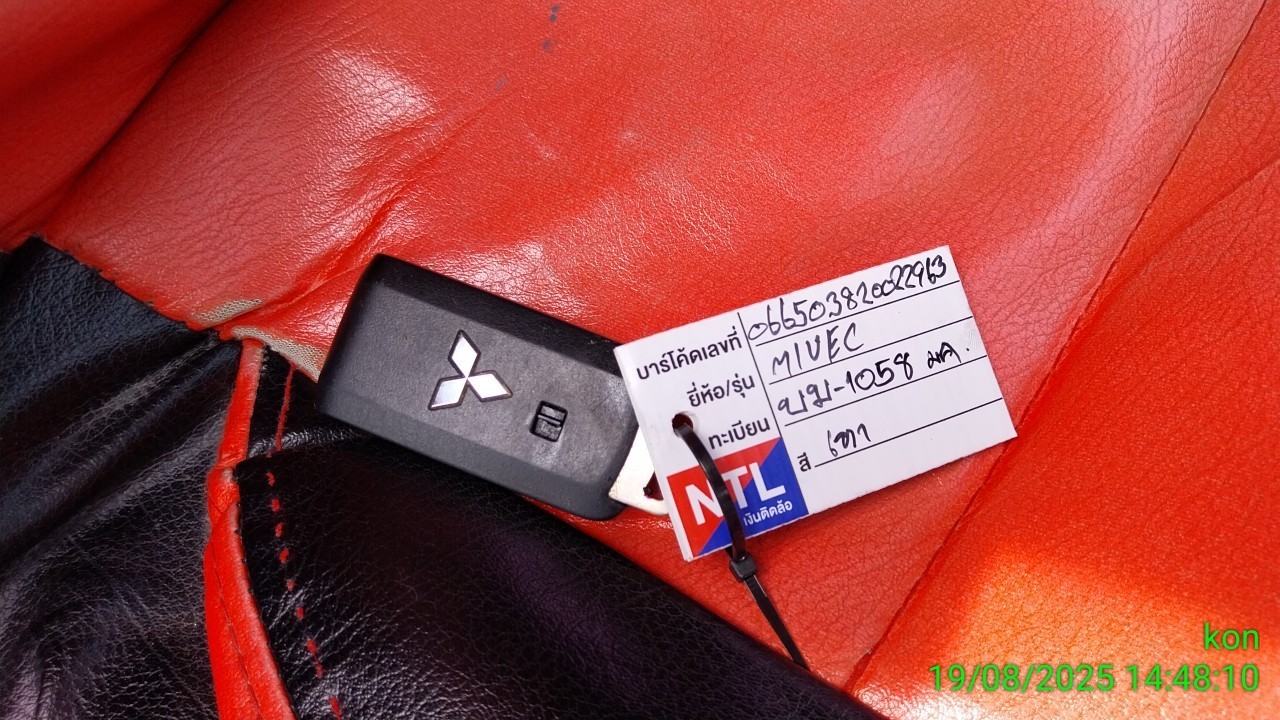 บาร์โค้ดเลขที่ 066503820022963
ยี่ห้อ/รุ่น MIVEC
ทะเบียน บม-1058 มค.
สี เทา
NTL
เงินติดล้อ
kon
19/08/2025 14:48:10